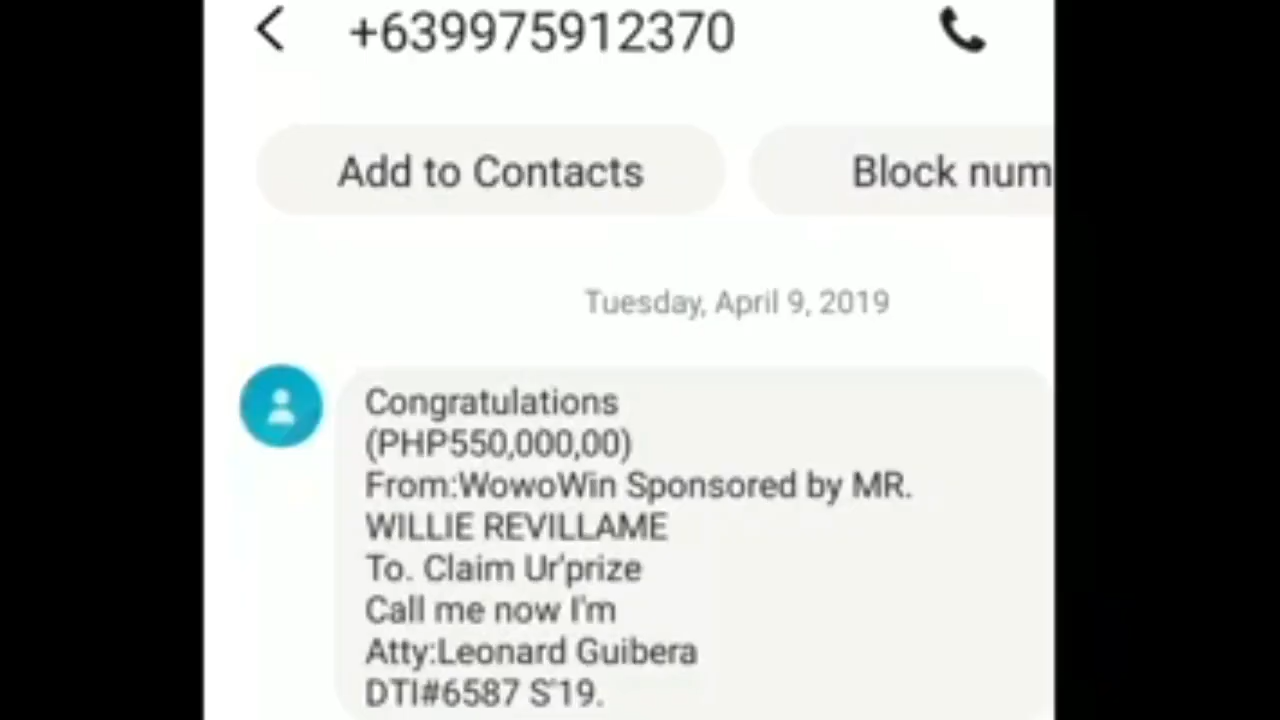 +639975912370
Add to Contacts
Block num
Tuesday, April 9, 2019
Congratulations
(PHP550,000,00)
From:WowoWin Sponsored by MR.
WILLIE REVILLAME
To. Claim Ur'prize
Call me now I'm
Atty:Leonard Guibera
DTI#6587 S'19.